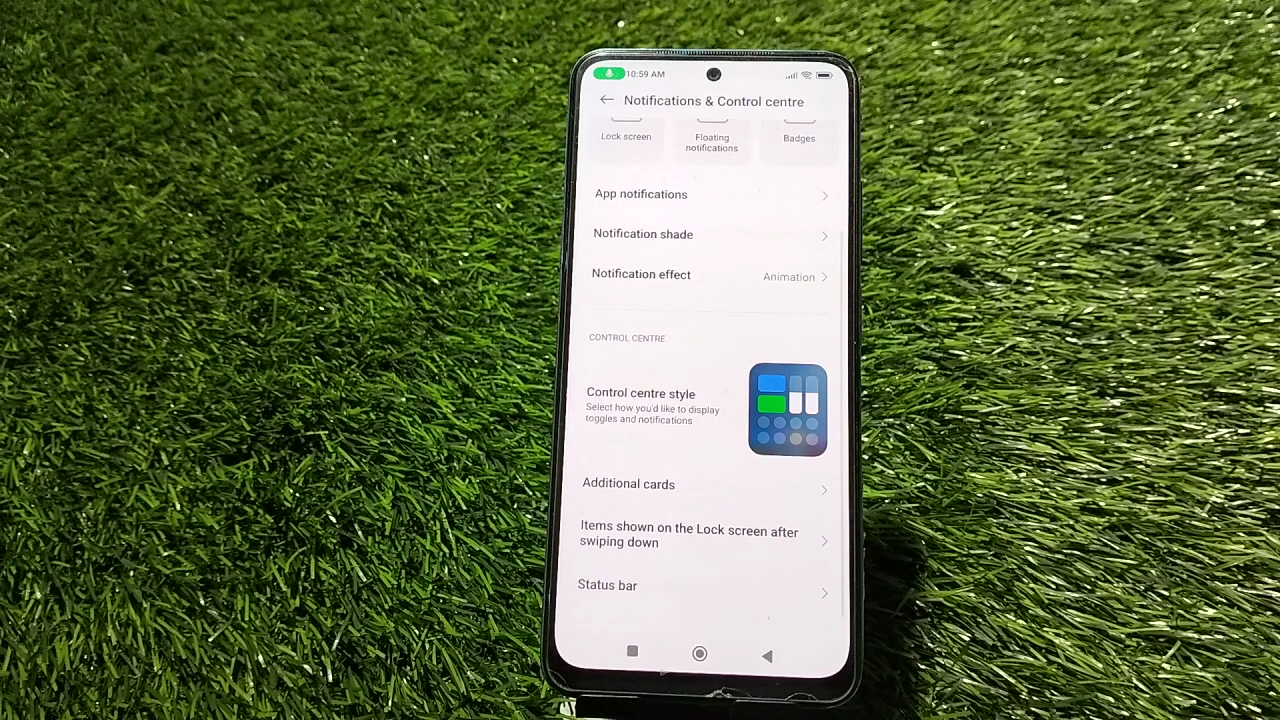 10:59 AM
Notifications & Control centre
Lock screen
Floating
notifications
Badges
App notifications
Notification shade
Notification effect
Animation
CONTROL CENTRE
Control centre style
Select how you'd like to display
toggles and notifications
Additional cards
Items shown on the Lock screen after
swiping down
Status bar